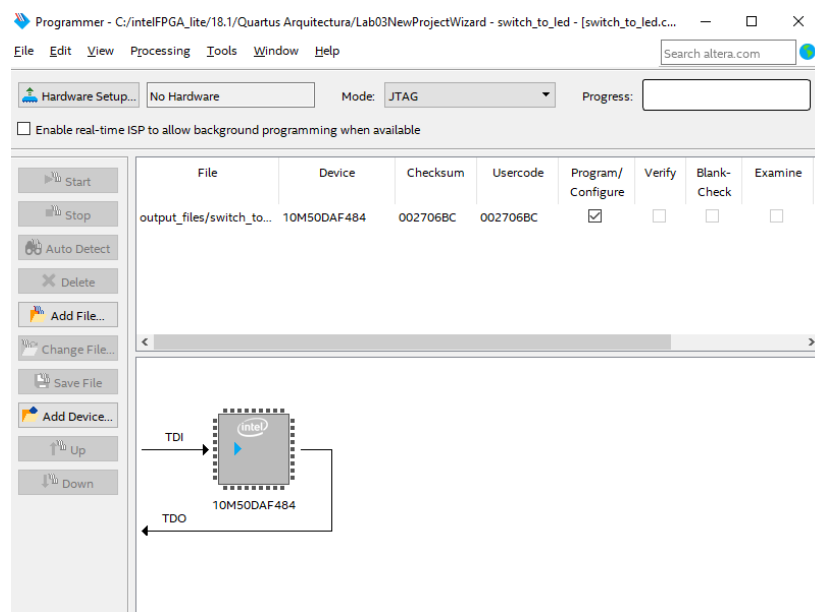 Programmer - C:/intelFPGA_lite/18.1/Quartus Arquitectura/Lab03NewProjectWizard - switch_to_led - [switch_to_led.c...
File Edit View Processing Tools Window Help
Search altera.com
Hardware Setup... No Hardware Mode: JTAG Progress:
Enable real-time ISP to allow background programming when available
Start
Stop
Auto Detect
Delete
Add File...
Change File...
Save File
Add Device...
Up
Down
File Device Checksum Usercode Program/ Verify Blank- Examine
Configure Check
output_files/switch_to... 10M50DAF484 002706BC 002706BC
TDI
intel
10M50DAF484
TDO